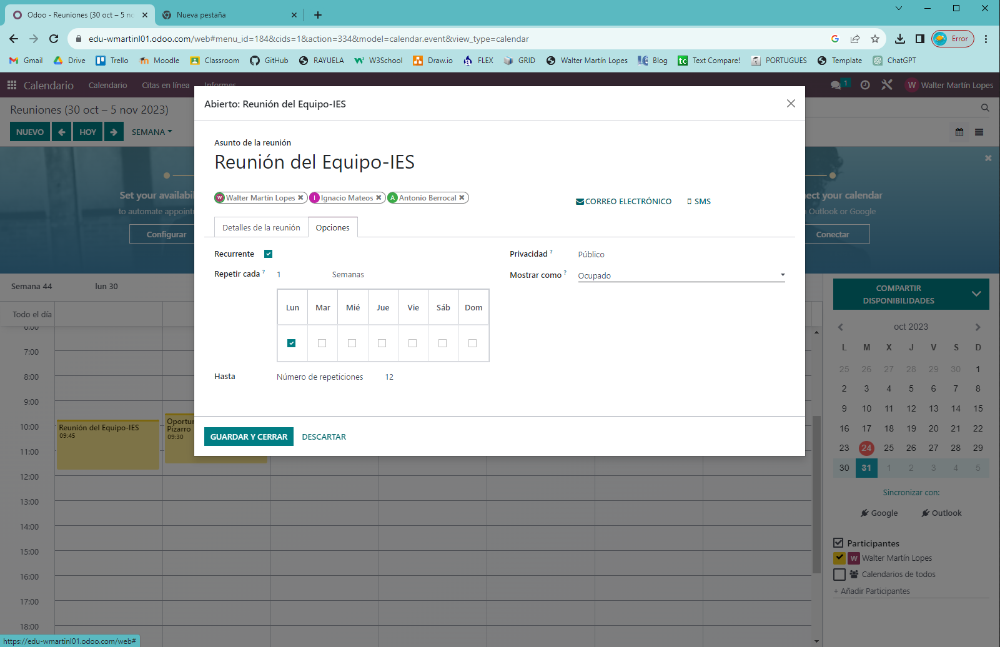 Odoo - Reuniones (30 oct – 5 no
Nueva pestaña
edu-wmartinl01.odoo.com/web#menu_id=184&cids=1&action=334&model=calendar.event&view_type=calendar
Error
Gmail Drive Trello Moodle Classroom GitHub RAYUELA W3School Draw.io FLEX GRID Walter Martín Lopes Blog Text Compare! PORTUGUES Template ChatGPT
Calendario Calendario Citas en línea Informes 1 W Walter Martín Lopes
Reuniones (30 oct – 5 nov 2023)
NUEVO HOY SEMANA
Set your availabi
to automate appoint
Configurar
ect your calendar
Outlook or Google
Conectar
Abierto: Reunión del Equipo-IES
Asunto de la reunión
Reunión del Equipo-IES
W Walter Martín Lopes I Ignacio Mateos A Antonio Berrocal
CORREO ELECTRÓNICO SMS
Detalles de la reunión Opciones
Recurrente
Privacidad ? Público
Repetir cada ? 1 Semanas
Mostrar como ? Ocupado
Lun Mar Mié Jue Vie Sáb Dom
Hasta Número de repeticiones 12
GUARDAR Y CERRAR DESCARTAR
Semana 44 lun 30
Todo el día
6:00
7:00
8:00
9:00
10:00
11:00
12:00
13:00
14:00
15:00
16:00
17:00
18:00
Reunión del Equipo-IES
09:45
Oportur
Pizarro
09:30
COMPARTIR
DISPONIBILIDADES
oct 2023
L M X J V S D
25 26 27 28 29 30 1
2 3 4 5 6 7 8
9 10 11 12 13 14 15
16 17 18 19 20 21 22
23 24 25 26 27 28 29
30 31 1 2 3 4 5
Sincronizar con:
Google Outlook
Participantes
W Walter Martín Lopes
Calendarios de todos
+ Añadir Participantes
https://edu-wmartinl01.odoo.com/web#